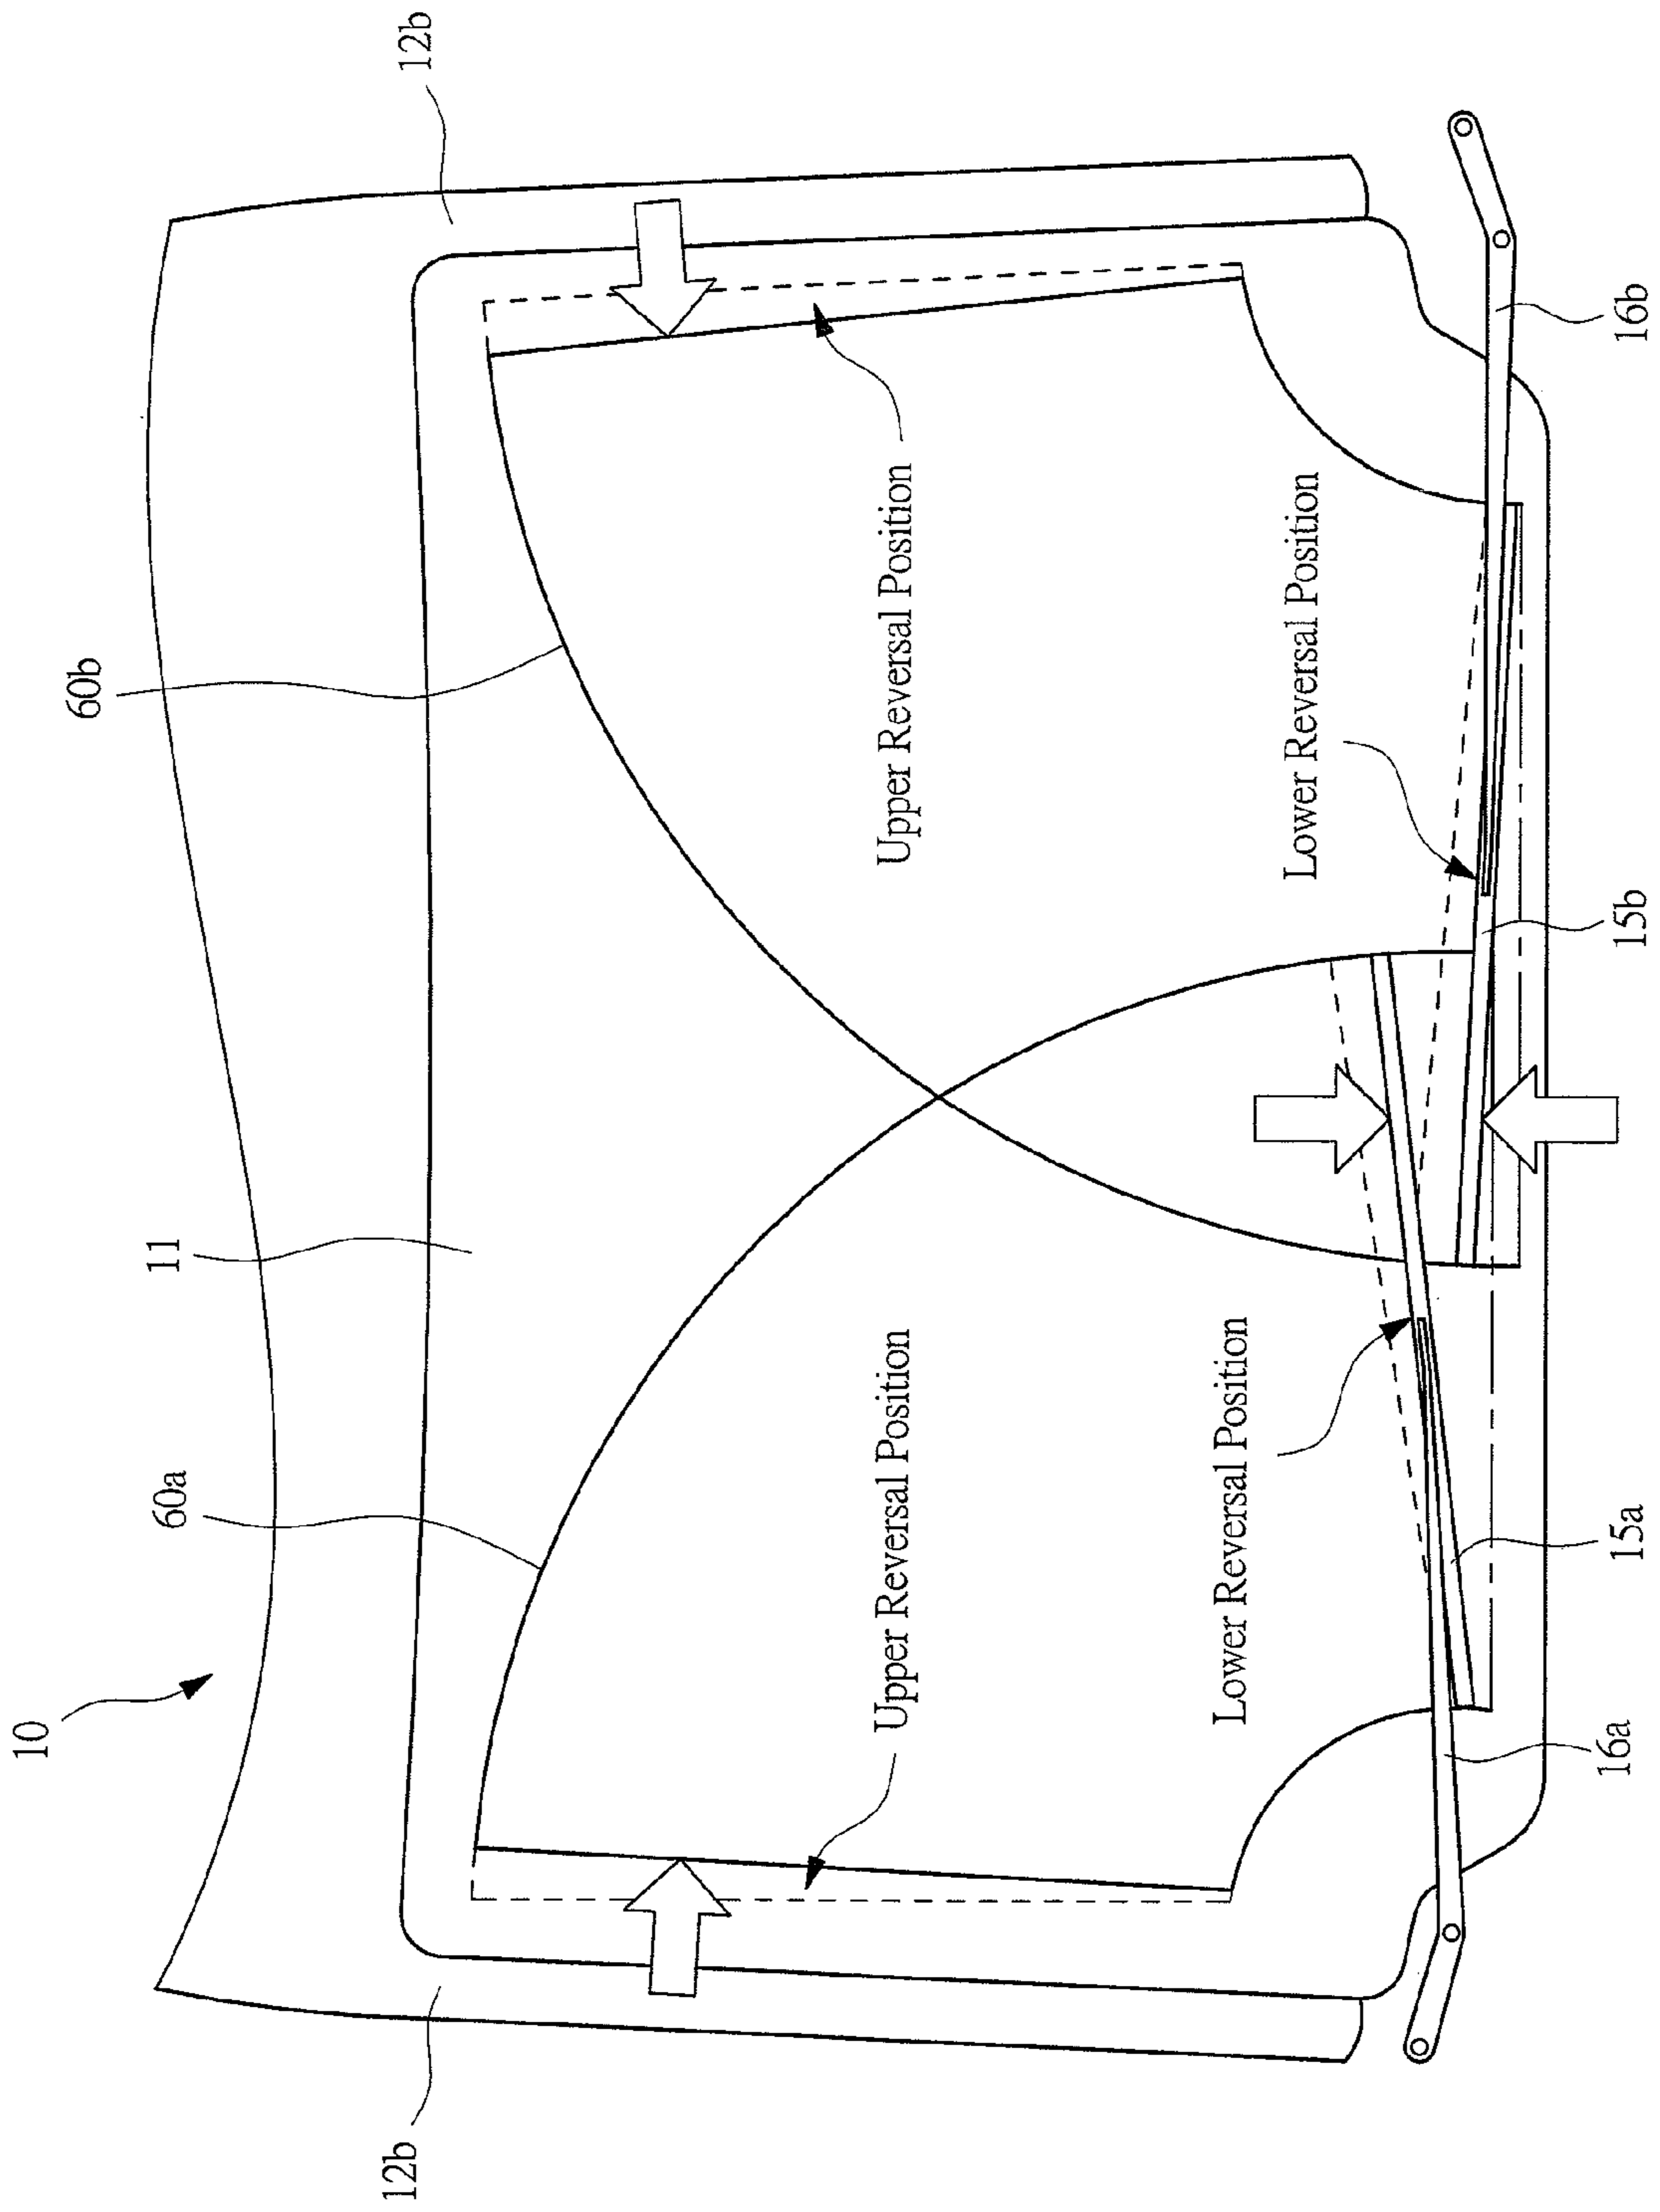 10
60b
60a
11
12b
12b
Upper Reversal Position
Upper Reversal Position
Lower Reversal Position
Lower Reversal Position
16a
15a
15b
16b